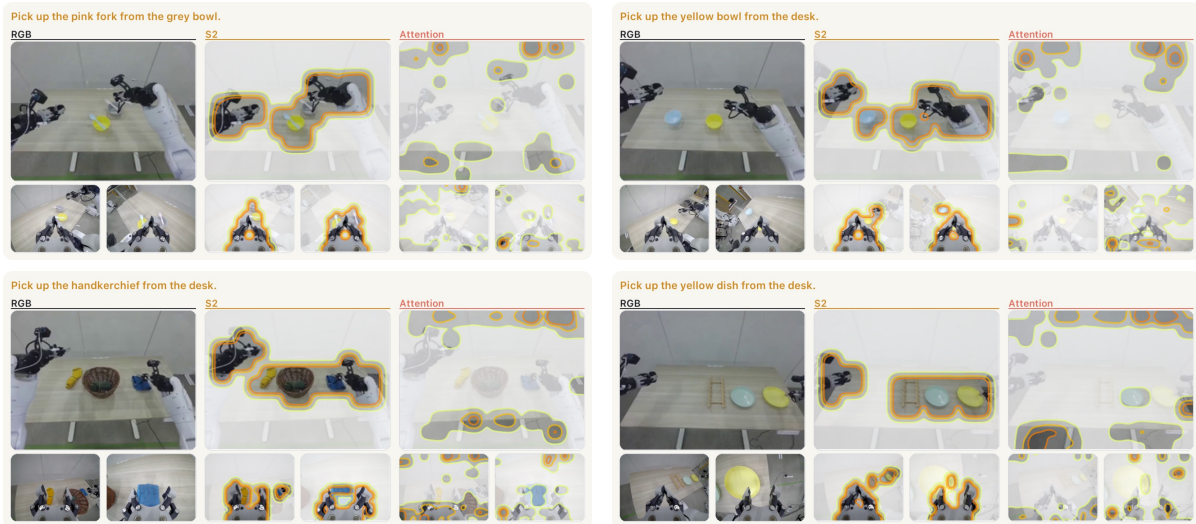 Pick up the pink fork from the grey bowl.
RGB
S2
Attention
Pick up the yellow bowl from the desk.
RGB
S2
Attention
Pick up the handkerchief from the desk.
RGB
S2
Attention
Pick up the yellow dish from the desk.
RGB
S2
Attention